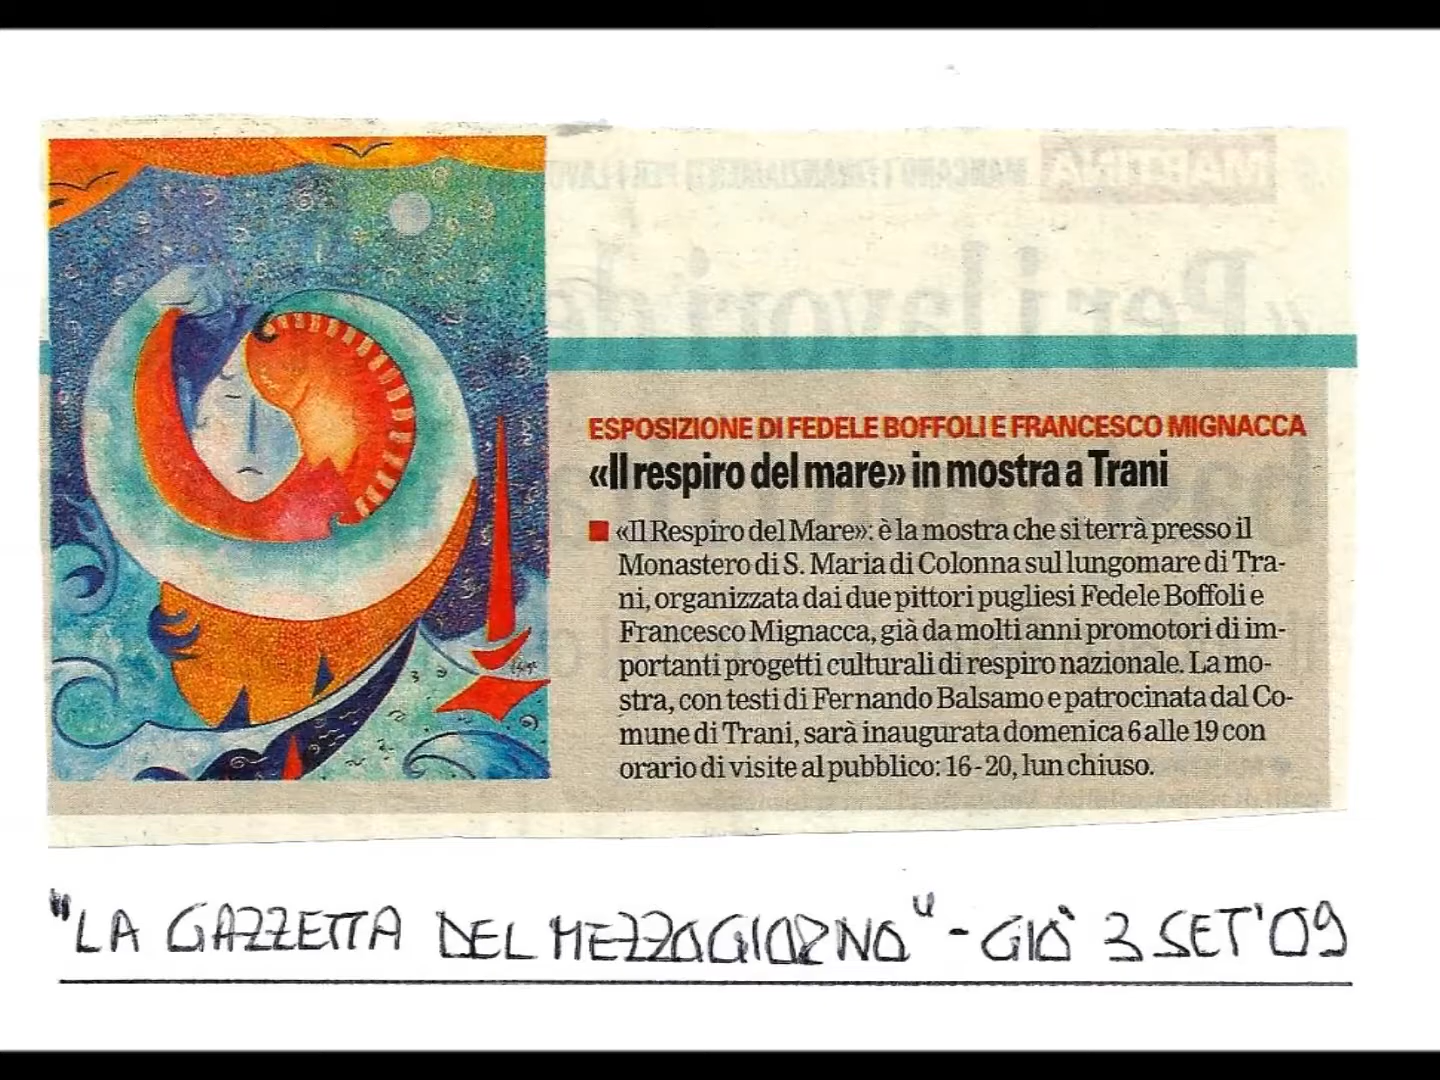 ESPOSIZIONE DI FEDELE BOFFOLI E FRANCESCO MIGNACCA
«Il respiro del mare» in mostra a Trani
«Il Respiro del Mare»: è la mostra che si terrà presso il
Monastero di S. Maria di Colonna sul lungomare di Tra-
ni, organizzata dai due pittori pugliesi Fedele Boffoli e
Francesco Mignacca, già da molti anni promotori di im-
portanti progetti culturali di respiro nazionale. La mo-
stra, con testi di Fernando Balsamo e patrocinata dal Co-
mune di Trani, sarà inaugurata domenica 6 alle 19 con
orario di visite al pubblico: 16-20, lun chiuso.
"LA GAZZETTA DEL MEZZOGIORNO" - GIO' 3 SET'09